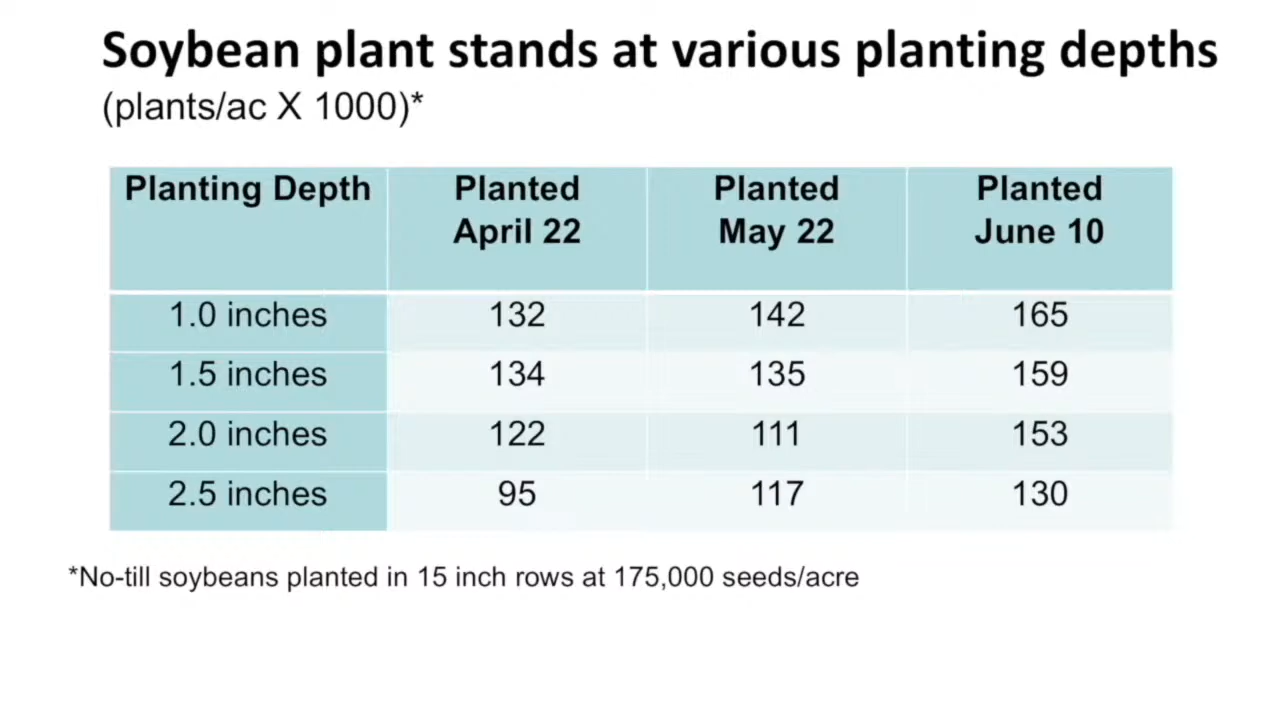 Soybean plant stands at various planting depths
(plants/ac X 1000)*
Planting Depth Planted April 22 Planted May 22 Planted June 10
1.0 inches 132 142 165
1.5 inches 134 135 159
2.0 inches 122 111 153
2.5 inches 95 117 130
*No-till soybeans planted in 15 inch rows at 175,000 seeds/acre